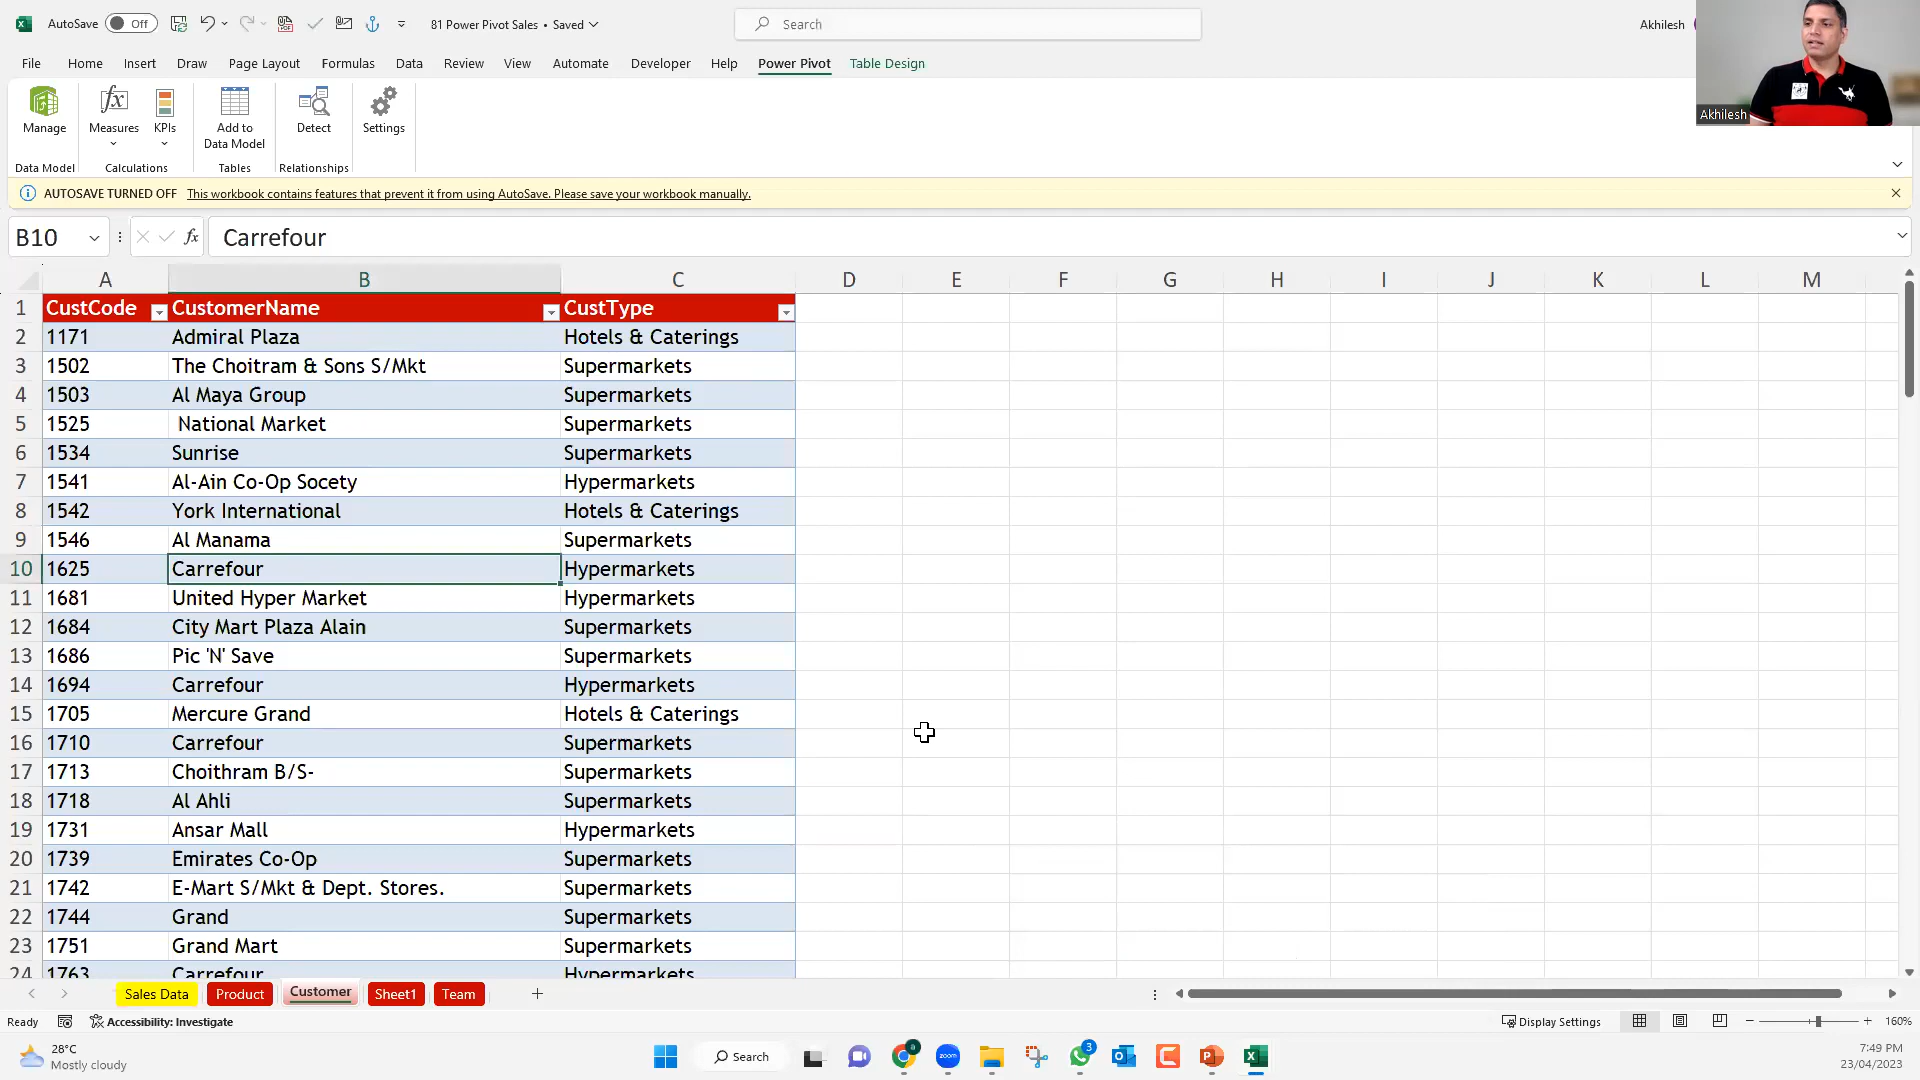 AutoSave Off 81 Power Pivot Sales • Saved Search Akhilesh
File Home Insert Draw Page Layout Formulas Data Review View Automate Developer Help Power Pivot Table Design
Manage Measures KPIs Add to Data Model Detect Settings
Data Model Calculations Tables Relationships
Akhilesh
AUTOSAVE TURNED OFF This workbook contains features that prevent it from using AutoSave. Please save your workbook manually.
B10 fx Carrefour
A B C D E F G H I J K L M
1 CustCode CustomerName CustType
2 1171 Admiral Plaza Hotels & Caterings
3 1502 The Choitram & Sons S/Mkt Supermarkets
4 1503 Al Maya Group Supermarkets
5 1525 National Market Supermarkets
6 1534 Sunrise Supermarkets
7 1541 Al-Ain Co-Op Socety Hypermarkets
8 1542 York International Hotels & Caterings
9 1546 Al Manama Supermarkets
10 1625 Carrefour Hypermarkets
11 1681 United Hyper Market Hypermarkets
12 1684 City Mart Plaza Alain Supermarkets
13 1686 Pic 'N' Save Supermarkets
14 1694 Carrefour Hypermarkets
15 1705 Mercure Grand Hotels & Caterings
16 1710 Carrefour Supermarkets
17 1713 Choithram B/S- Supermarkets
18 1718 Al Ahli Supermarkets
19 1731 Ansar Mall Hypermarkets
20 1739 Emirates Co-Op Supermarkets
21 1742 E-Mart S/Mkt & Dept. Stores. Supermarkets
22 1744 Grand Supermarkets
23 1751 Grand Mart Supermarkets
24 1763 Carrefour Hypermarkets
Sales Data Product Customer Sheet1 Team
Ready Accessibility: Investigate Display Settings 160%
28°C
Mostly cloudy
Search
zoom
3
7:49 PM
23/04/2023